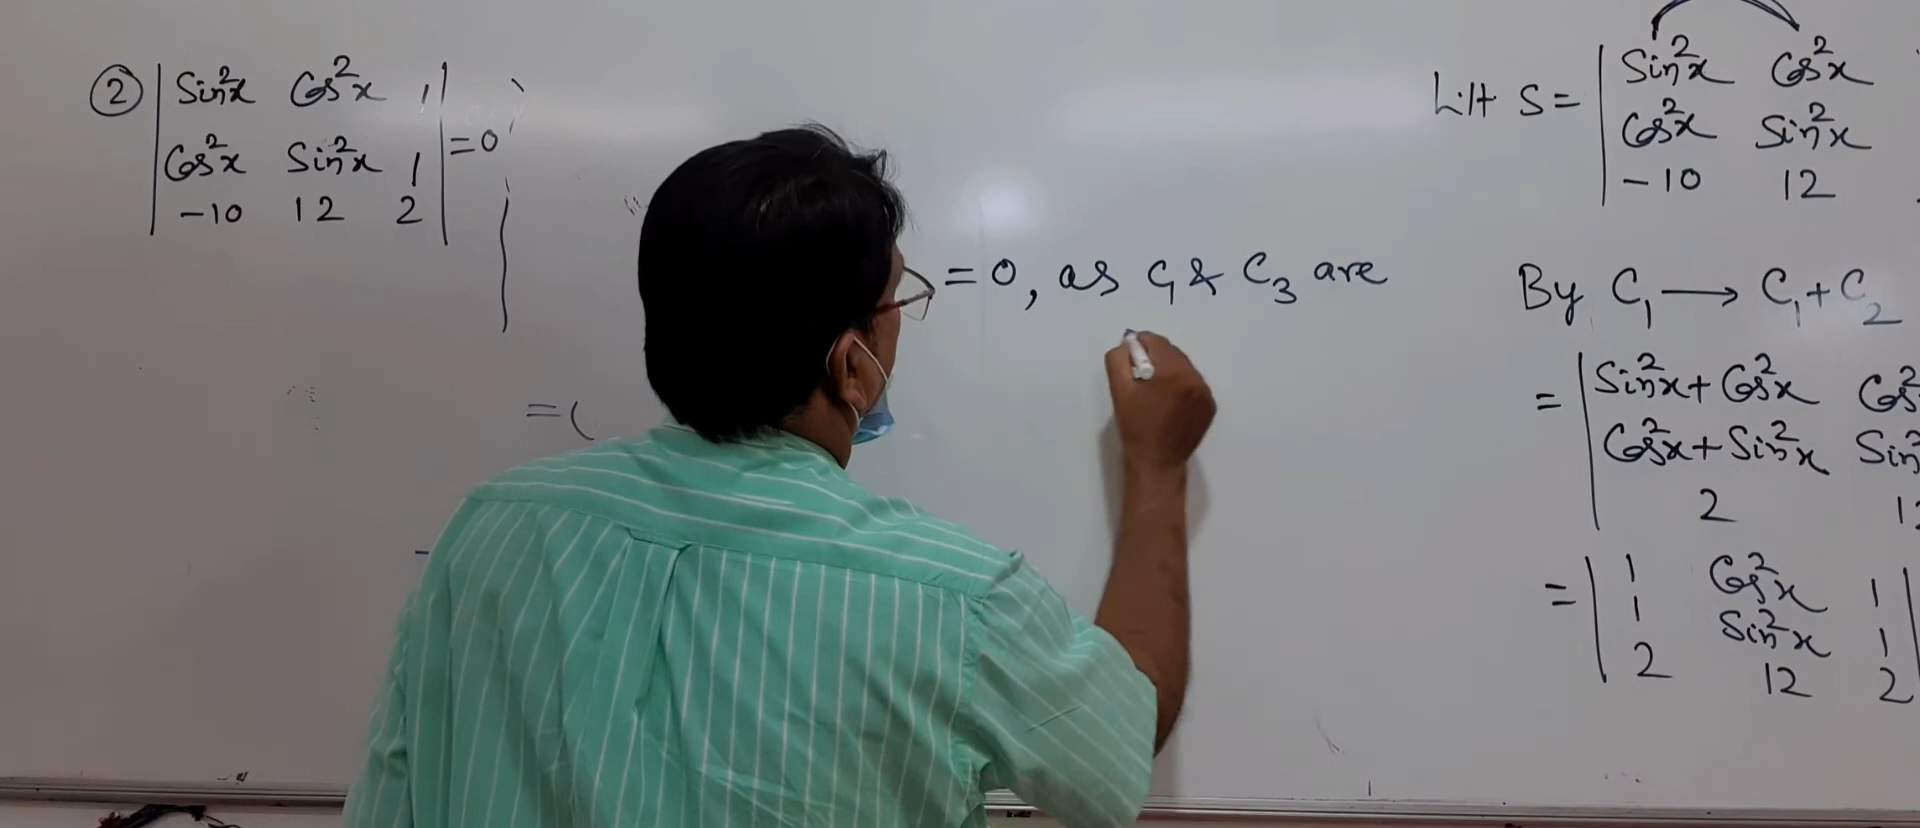 ② | Sin²x Cos²x 1 |
| Cos²x Sin²x 1 | = 0
| -10 12 2 |
= 0, as C₁ & C₃ are
= (
L.H.S = | Sin²x Cos²x
| Cos²x Sin²x
| -10 12
By C₁ → C₁ + C₂
= | Sin²x + Cos²x Cos²
| Cos²x + Sin²x Sin²
| 2 12
= | 1 Cos²x 1 |
| 1 Sin²x 1 |
| 2 12 2 |